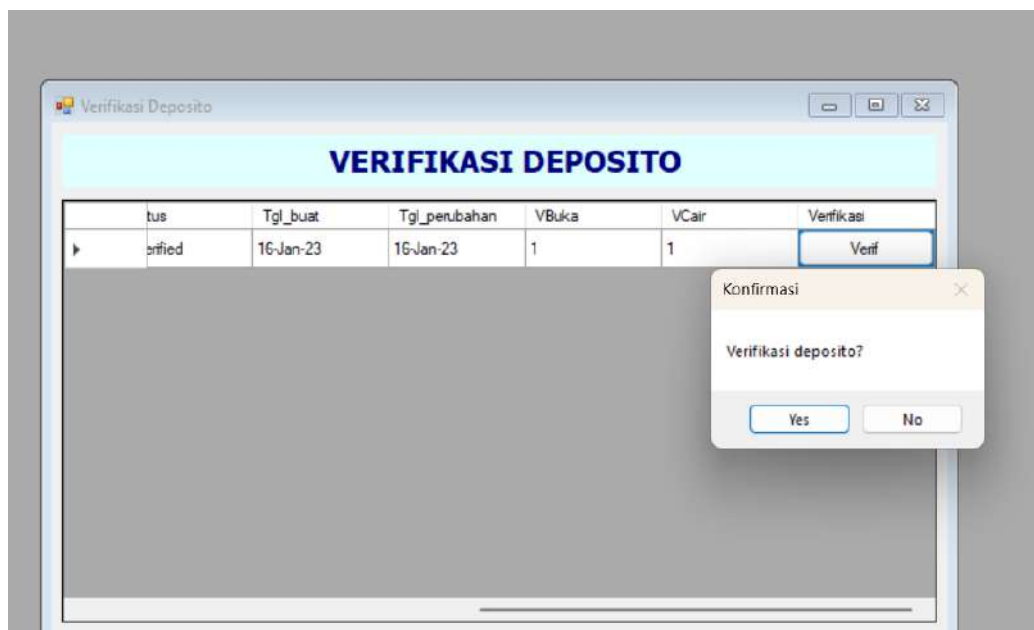 Verifikasi Deposito
VERIFIKASI DEPOSITO
tus Tgl_buat Tgl_perubahan VBuka VCair Verifikasi
erified 16-Jan-23 16-Jan-23 1 1 Verif
Konfirmasi
Verifikasi deposito?
Yes No